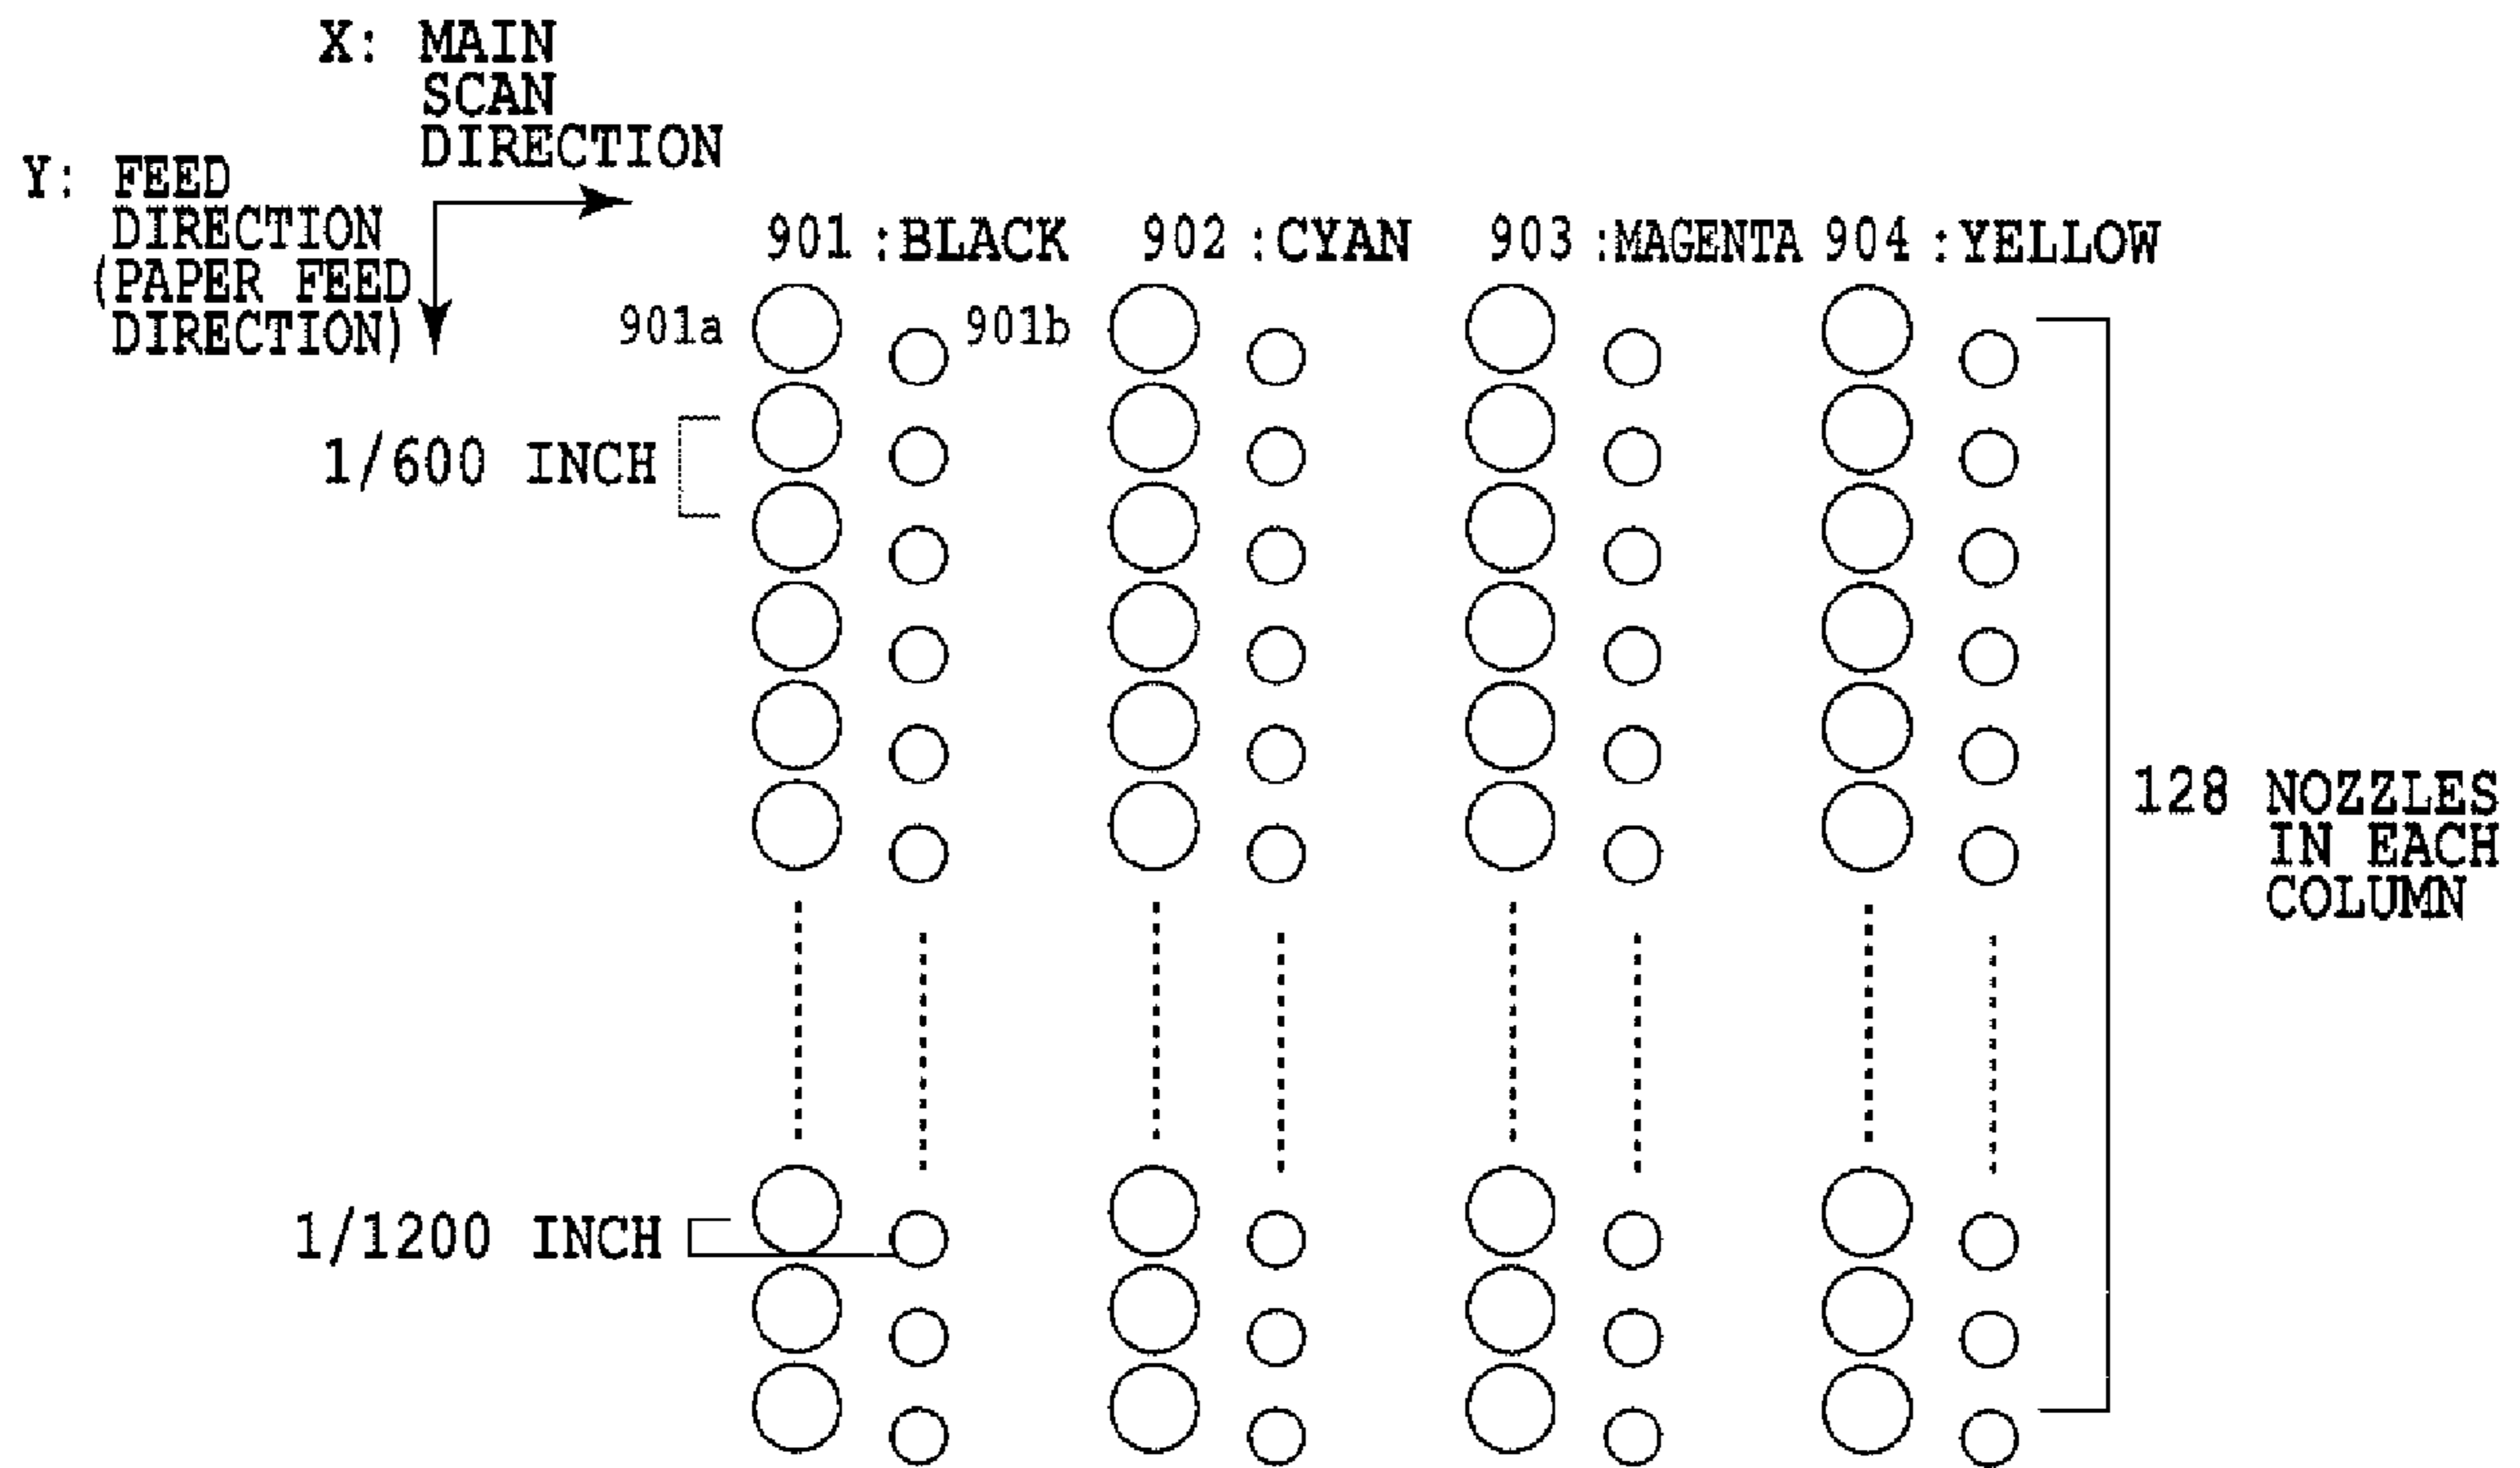 X: MAIN
SCAN
DIRECTION
Y: FEED
DIRECTION
(PAPER FEED
DIRECTION)
901 :BLACK 902 :CYAN 903 :MAGENTA 904 :YELLOW
901a 901b
1/600 INCH
128 NOZZLES
IN EACH
COLUMN
1/1200 INCH